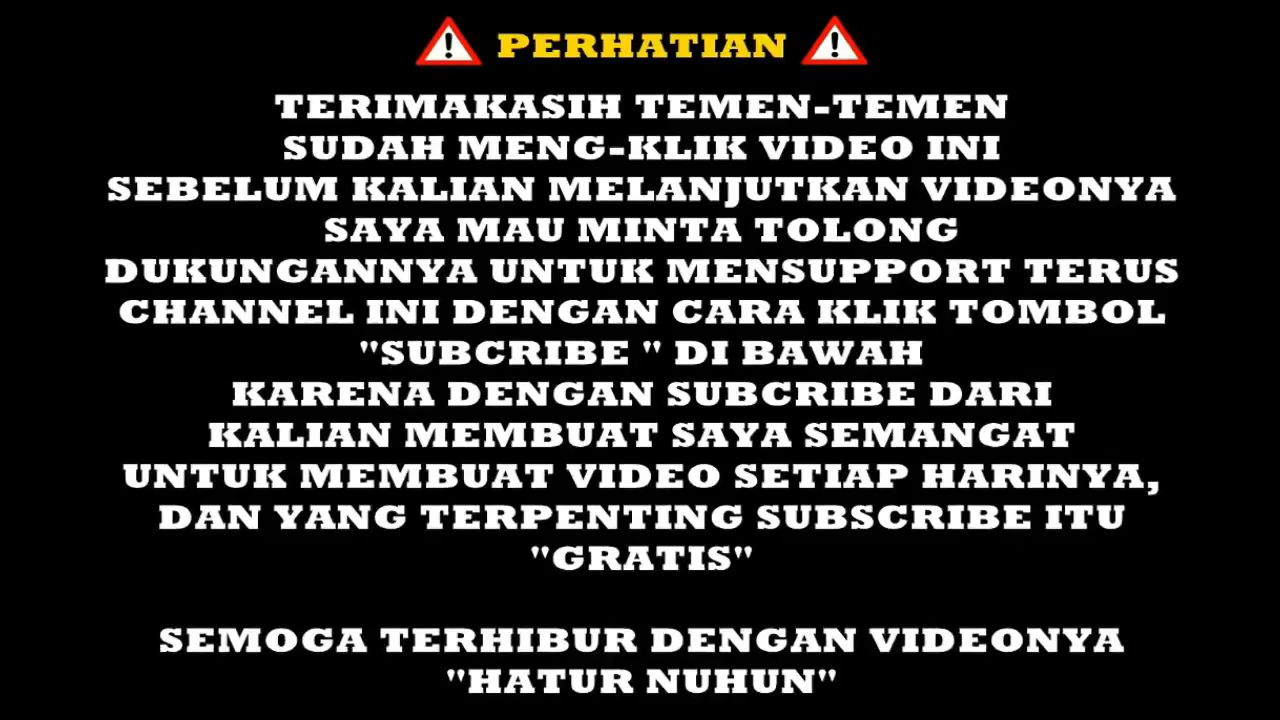 PERHATIAN
TERIMAKASIH TEMEN-TEMEN
SUDAH MENG-KLIK VIDEO INI
SEBELUM KALIAN MELANJUTKAN VIDEONYA
SAYA MAU MINTA TOLONG
DUKUNGANNYA UNTUK MENSUPPORT TERUS
CHANNEL INI DENGAN CARA KLIK TOMBOL
"SUBCRIBE " DI BAWAH
KARENA DENGAN SUBCRIBE DARI
KALIAN MEMBUAT SAYA SEMANGAT
UNTUK MEMBUAT VIDEO SETIAP HARINYA,
DAN YANG TERPENTING SUBSCRIBE ITU
"GRATIS"
SEMOGA TERHIBUR DENGAN VIDEONYA
"HATUR NUHUN"